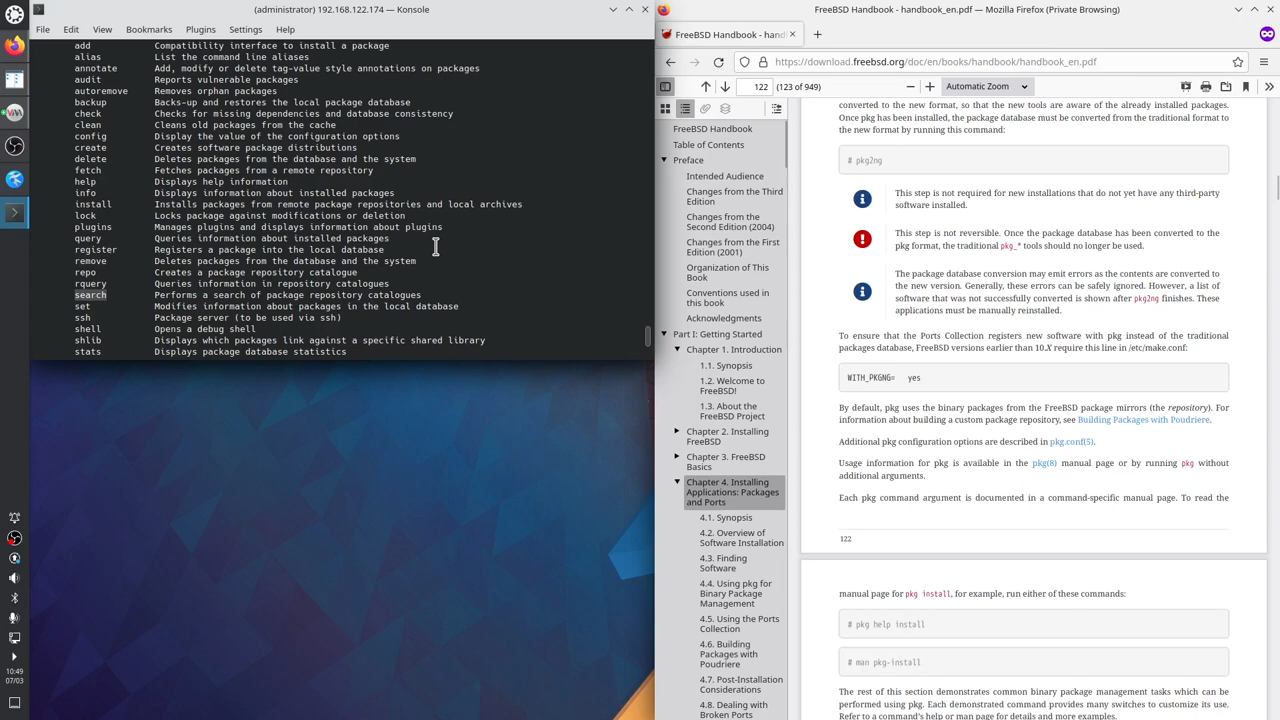 (administrator) 192.168.122.174 — Konsole
File Edit View Bookmarks Plugins Settings Help
add Compatibility interface to install a package
alias List the command line aliases
annotate Add, modify or delete tag-value style annotations on packages
audit Reports vulnerable packages
autoremove Removes orphan packages
backup Backs-up and restores the local package database
check Checks for missing dependencies and database consistency
clean Cleans old packages from the cache
config Display the value of the configuration options
create Creates software package distributions
delete Deletes packages from the database and the system
fetch Fetches packages from a remote repository
help Displays help information
info Displays information about installed packages
install Installs packages from remote package repositories and local archives
lock Locks package against modifications or deletion
plugins Manages plugins and displays information about plugins
query Queries information about installed packages
register Registers a package into the local database
remove Deletes packages from the database and the system
repo Creates a package repository catalogue
rquery Queries information in repository catalogues
search Performs a search of package repository catalogues
set Modifies information about packages in the local database
ssh Package server (to be used via ssh)
shell Opens a debug shell
shlib Displays which packages link against a specific shared library
stats Displays package database statistics
10:49
07/03
FreeBSD Handbook - handbook_en.pdf — Mozilla Firefox (Private Browsing)
FreeBSD Handbook - hand
https://download.freebsd.org/doc/en/books/handbook/handbook_en.pdf
122 (123 of 949) Automatic Zoom
FreeBSD Handbook
Table of Contents
Preface
Intended Audience
Changes from the Third
Edition
Changes from the
Second Edition (2004)
Changes from the First
Edition (2001)
Organization of This
Book
Conventions used in
this book
Acknowledgments
Part I: Getting Started
Chapter 1. Introduction
1.1. Synopsis
1.2. Welcome to
FreeBSD!
1.3. About the
FreeBSD Project
Chapter 2. Installing
FreeBSD
Chapter 3. FreeBSD
Basics
Chapter 4. Installing
Applications: Packages
and Ports
4.1. Synopsis
4.2. Overview of
Software Installation
4.3. Finding
Software
4.4. Using pkg for
Binary Package
Management
4.5. Using the Ports
Collection
4.6. Building
Packages with
Poudriere
4.7. Post-Installation
Considerations
4.8. Dealing with
Broken Ports
converted to the new format, so that the new tools are aware of the already installed packages.
Once pkg has been installed, the package database must be converted from the traditional format to
the new format by running this command:
# pkg2ng
This step is not required for new installations that do not yet have any third-party
software installed.
This step is not reversible. Once the package database has been converted to the
pkg format, the traditional pkg_* tools should no longer be used.
The package database conversion may emit errors as the contents are converted to
the new version. Generally, these errors can be safely ignored. However, a list of
software that was not successfully converted is shown after pkg2ng finishes. These
applications must be manually reinstalled.
To ensure that the Ports Collection registers new software with pkg instead of the traditional
packages database, FreeBSD versions earlier than 10.X require this line in /etc/make.conf:
WITH_PKGNG= yes
By default, pkg uses the binary packages from the FreeBSD package mirrors (the repository). For
information about building a custom package repository, see Building Packages with Poudriere.
Additional pkg configuration options are described in pkg.conf(5).
Usage information for pkg is available in the pkg(8) manual page or by running pkg without
additional arguments.
Each pkg command argument is documented in a command-specific manual page. To read the
122
manual page for pkg install, for example, run either of these commands:
# pkg help install
# man pkg-install
The rest of this section demonstrates common binary package management tasks which can be
performed using pkg. Each demonstrated command provides many switches to customize its use.
Refer to a command's help or man page for details and more examples.